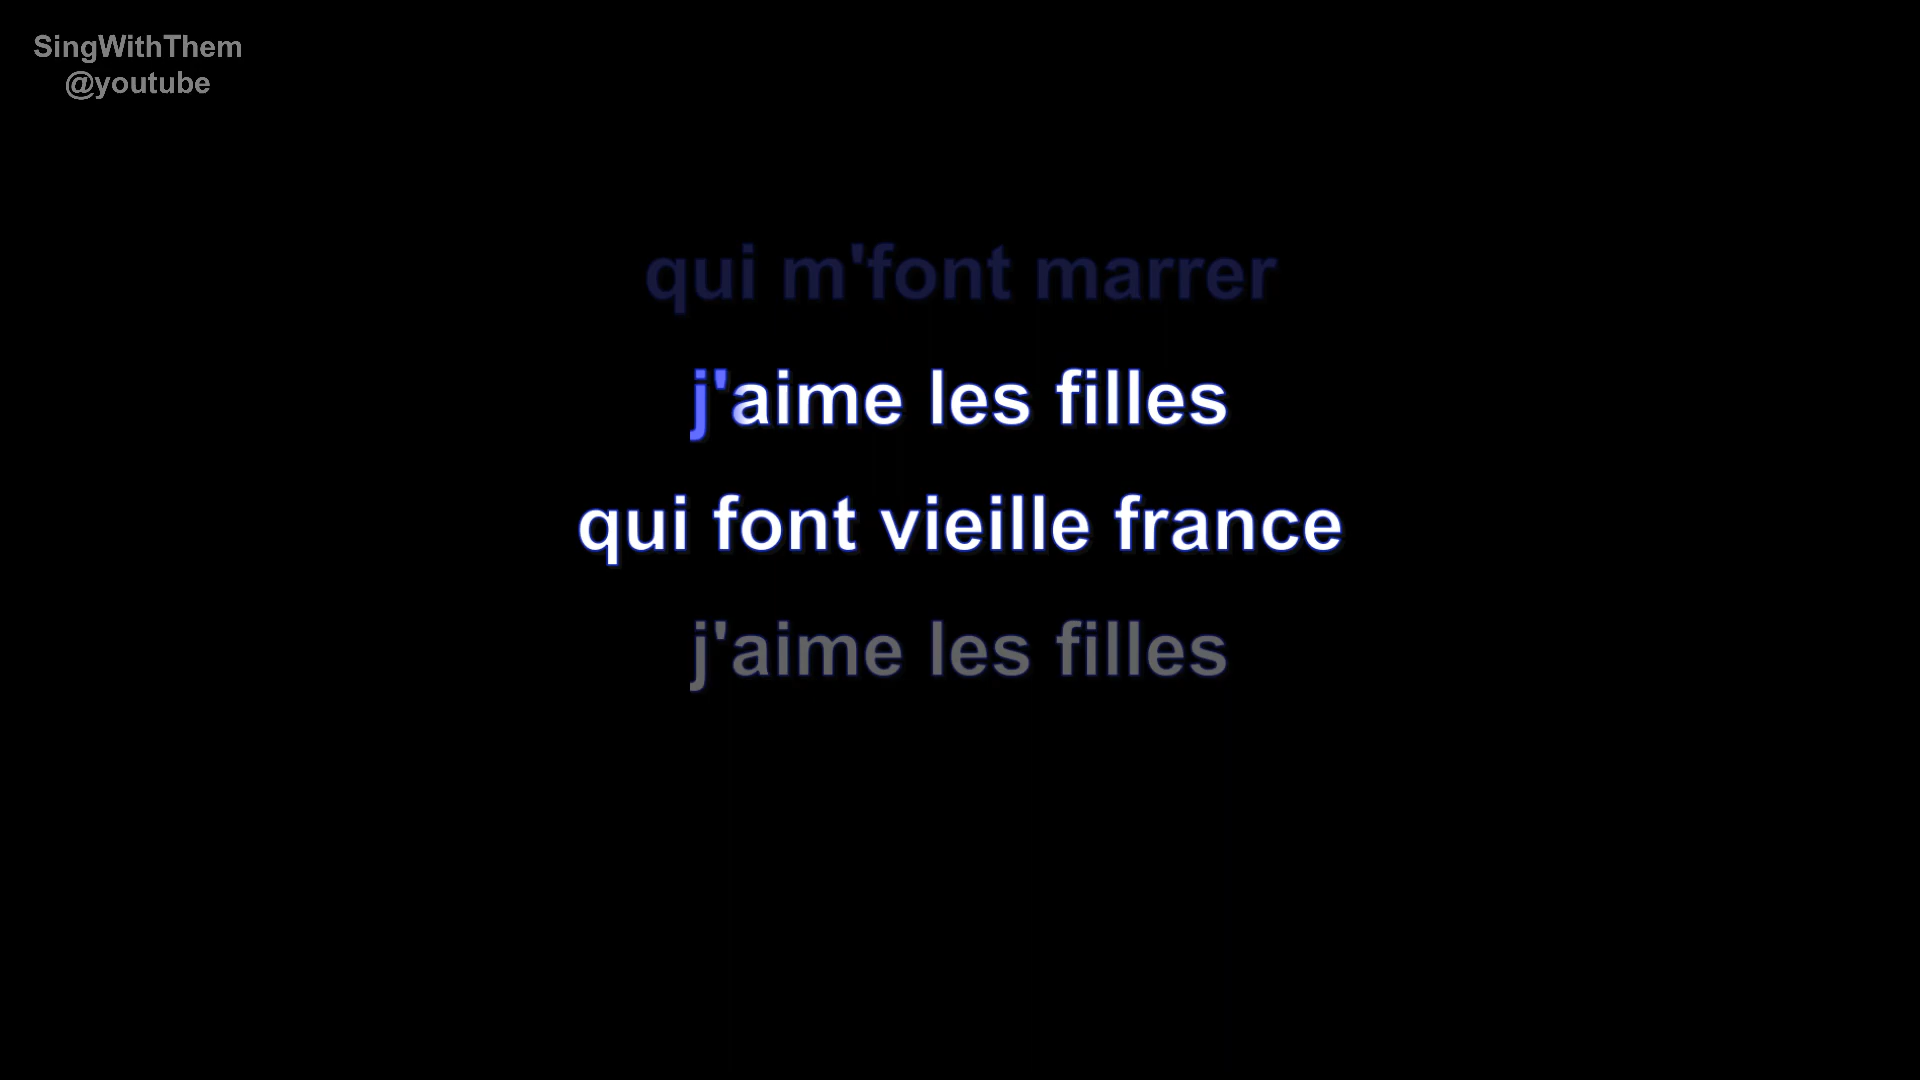 SingWithThem
@youtube
qui m'font marrer
j'aime les filles
qui font vieille france
j'aime les filles